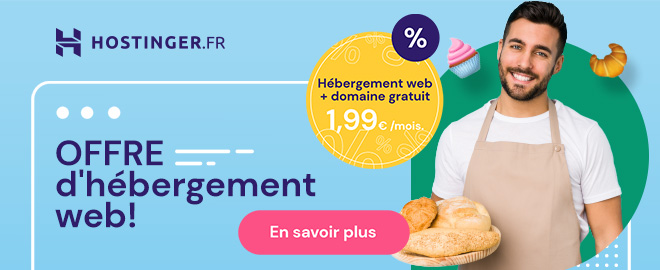 HOSTINGER.FR
%
Hébergement web
+ domaine gratuit
1,99€ /mois.
OFFRE
d'hébergement
web!
En savoir plus